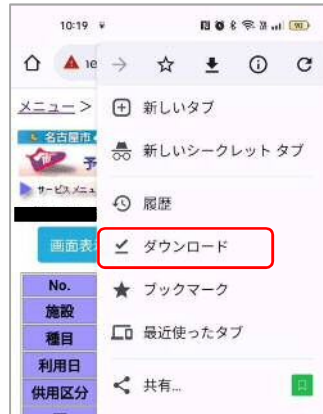 10:19
90
メニュー >
新しいタブ
名古屋市
予
新しいシークレット タブ
サービスメニュ
履歴
画面表
ダウンロード
No.
ブックマーク
施設
種目
最近使ったタブ
利用日
供用区分
共有...